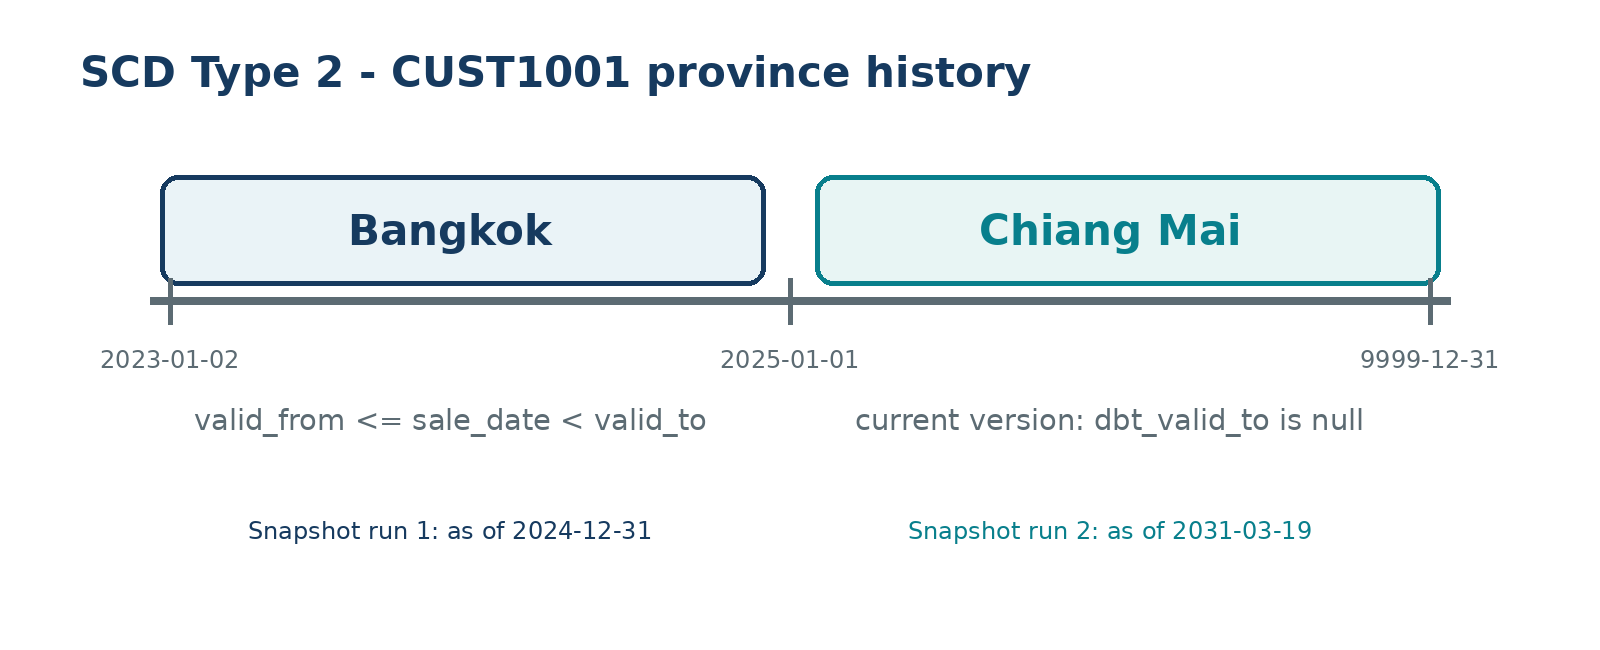 SCD Type 2 - CUST1001 province history
Bangkok
Chiang Mai
2023-01-02
2025-01-01
9999-12-31
valid_from <= sale_date < valid_to
current version: dbt_valid_to is null
Snapshot run 1: as of 2024-12-31
Snapshot run 2: as of 2031-03-19